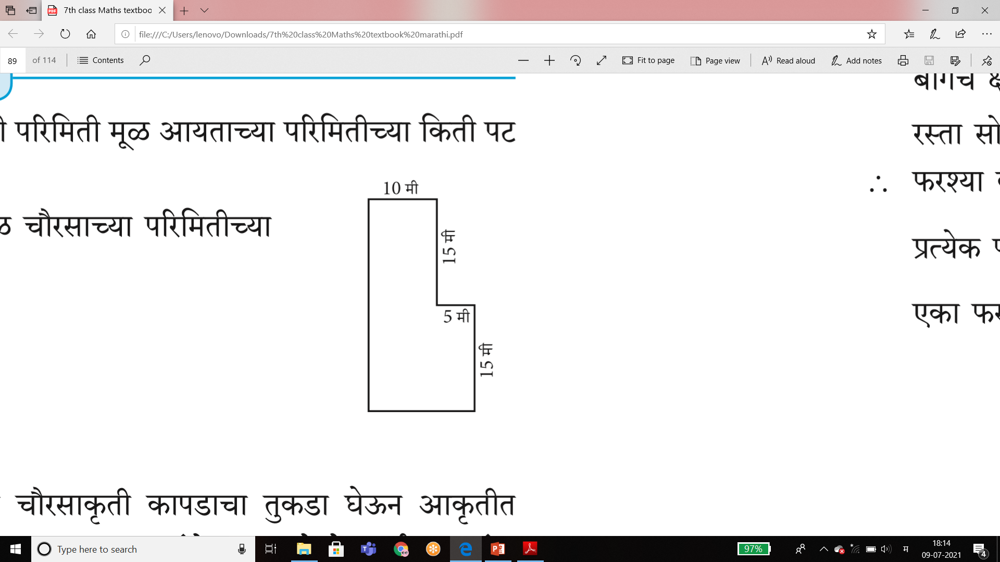 7th class Maths textboo
file:///C:/Users/lenovo/Downloads/7th%20class%20Maths%20textbook%20marathi.pdf
89 of 114 Contents Fit to page Page view Read aloud Add notes
परिमिती मूळ आयताच्या परिमितीच्या किती पट
चौरसाच्या परिमितीच्या
10 मी
15 मी
5 मी
15 मी
चौरसाकृती कापडाचा तुकडा घेऊन आकृतीत
रस्ता
∴ फरश्या
प्रत्येक
एका
Type here to search
97%
म
18:14
09-07-2021
4